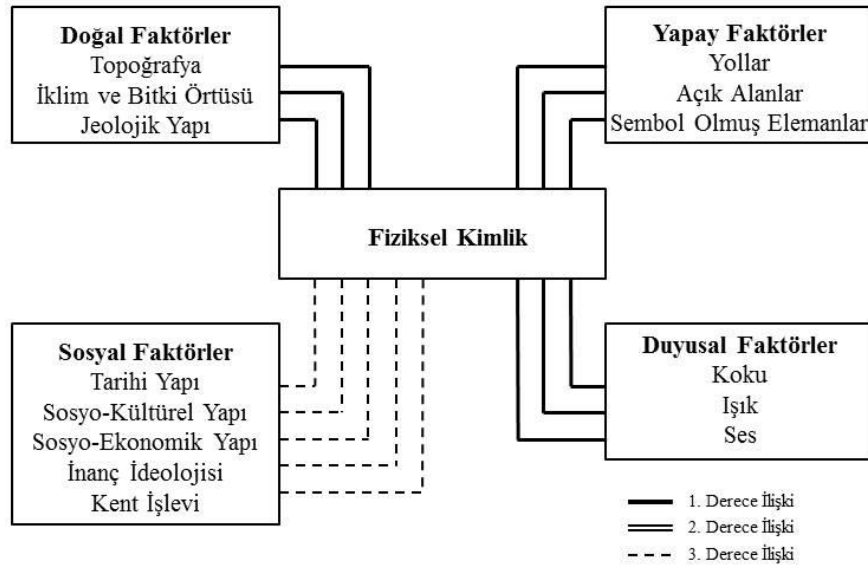 Doğal Faktörler
Topoğrafya
İklim ve Bitki Örtüsü
Jeolojik Yapı
Yapay Faktörler
Yollar
Açık Alanlar
Sembol Olmuş Elemanlar
Fiziksel Kimlik
Sosyal Faktörler
Tarihi Yapı
Sosyo-Kültürel Yapı
Sosyo-Ekonomik Yapı
İnanç İdeolojisi
Kent İşlevi
Duyusal Faktörler
Koku
Işık
Ses
1. Derece İlişki
2. Derece İlişki
3. Derece İlişki